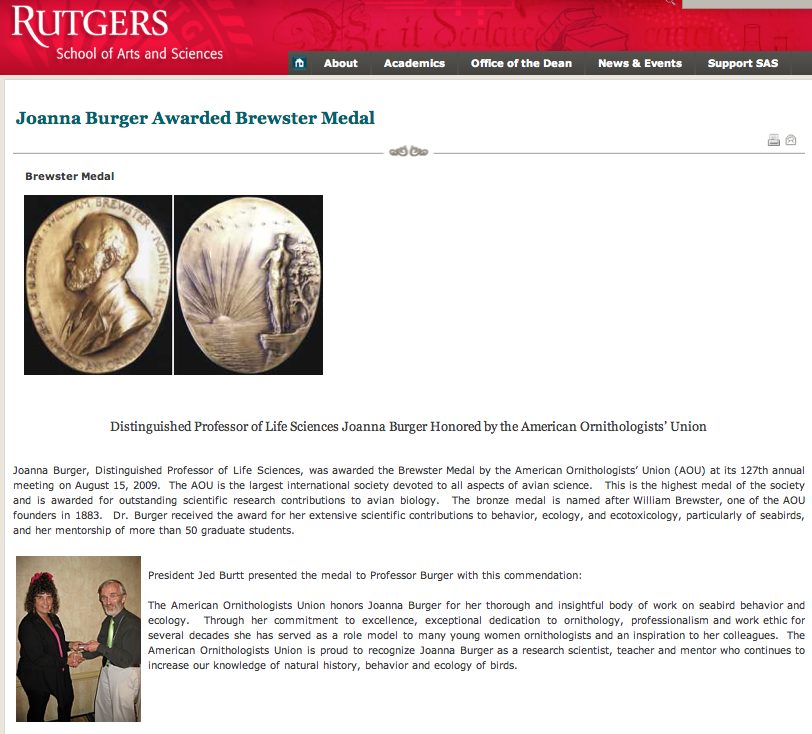 RUTGERS
School of Arts and Sciences
About Academics Office of the Dean News & Events Support SAS
Joanna Burger Awarded Brewster Medal
Brewster Medal
WILLIAM BREWSTER
Distinguished Professor of Life Sciences Joanna Burger Honored by the American Ornithologists' Union
Joanna Burger, Distinguished Professor of Life Sciences, was awarded the Brewster Medal by the American Ornithologists' Union (AOU) at its 127th annual
meeting on August 15, 2009. The AOU is the largest international society devoted to all aspects of avian science. This is the highest medal of the society
and is awarded for outstanding scientific research contributions to avian biology. The bronze medal is named after William Brewster, one of the AOU
founders in 1883. Dr. Burger received the award for her extensive scientific contributions to behavior, ecology, and ecotoxicology, particularly of seabirds,
and her mentorship of more than 50 graduate students.
President Jed Burtt presented the medal to Professor Burger with this commendation:
The American Ornithologists Union honors Joanna Burger for her thorough and insightful body of work on seabird behavior and
ecology. Through her commitment to excellence, exceptional dedication to ornithology, professionalism and work ethic for
several decades she has served as a role model to many young women ornithologists and an inspiration to her colleagues. The
American Ornithologists Union is proud to recognize Joanna Burger as a research scientist, teacher and mentor who continues to
increase our knowledge of natural history, behavior and ecology of birds.